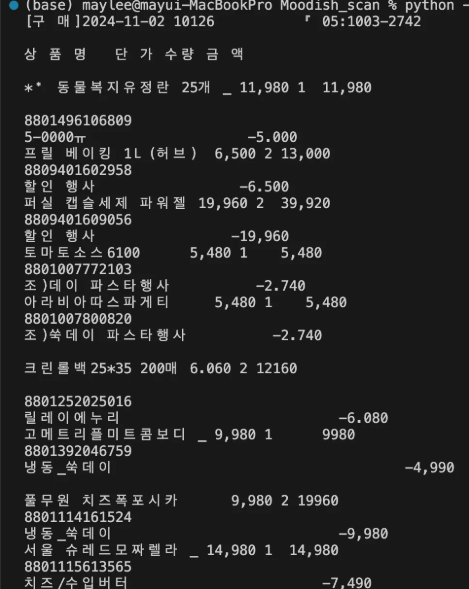 (base) maylee@mayui-MacBookPro Moodish_scan % python -
[구 매]2024-11-02 10126 『 05:1003-2742
상 품 명 단 가 수량 금 액
** 동물복지유정란 25개 _ 11,980 1 11,980
8801496106809
5-0000ㅠ -5.000
프릴 베이킹 1L (허브) 6,500 2 13,000
8809401602958
할인 행사 -6.500
퍼실 캡슬세제 파워젤 19,960 2 39,920
8809401609056
할인 행사 -19,960
토마토소스6100 5,480 1 5,480
8801007772103
조)데이 파스타행사 -2.740
아라비아따스파게티 5,480 1 5,480
8801007800820
조)쑥데이 파스타행사 -2.740
크린롤백25*35 200매 6.060 2 12160
8801252025016
릴레이에누리 -6.080
고메트리플미트콤보디 _ 9,980 1 9980
8801392046759
냉동_쑥데이 -4,990
풀무원 치즈폭포시카 9,980 2 19960
8801114161524
냉동_쑥데이 -9,980
서울 슈레드모짜렐라 _ 14,980 1 14,980
8801115613565
치즈/수입버터 -7,490